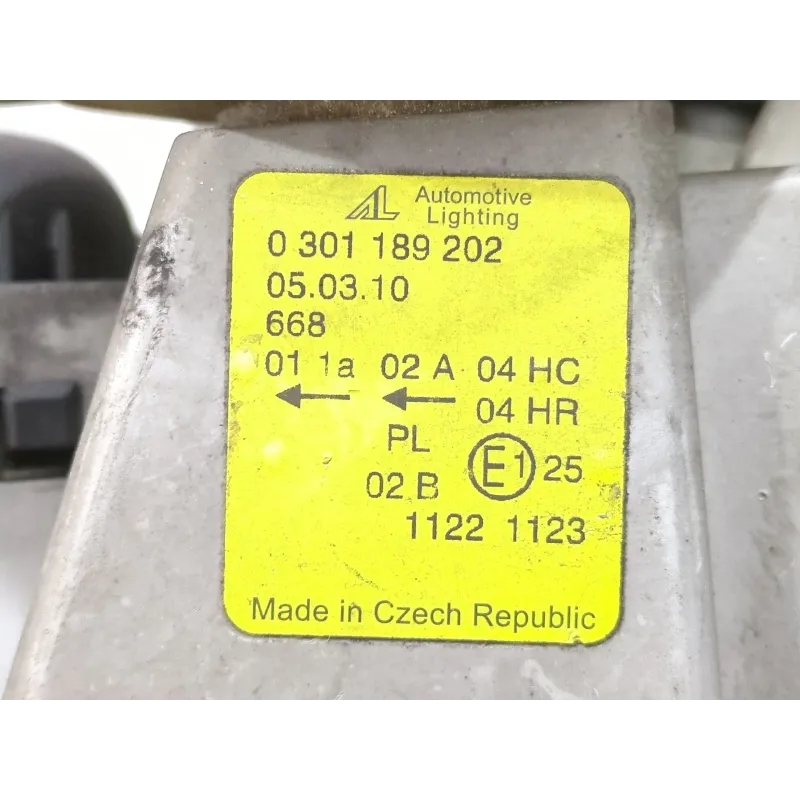 AL Automotive
Lighting
0 301 189 202
05.03.10
668
01 1a 02 A 04 HC
← ← 04 HR
PL
02 B E1 25
1122 1123
Made in Czech Republic